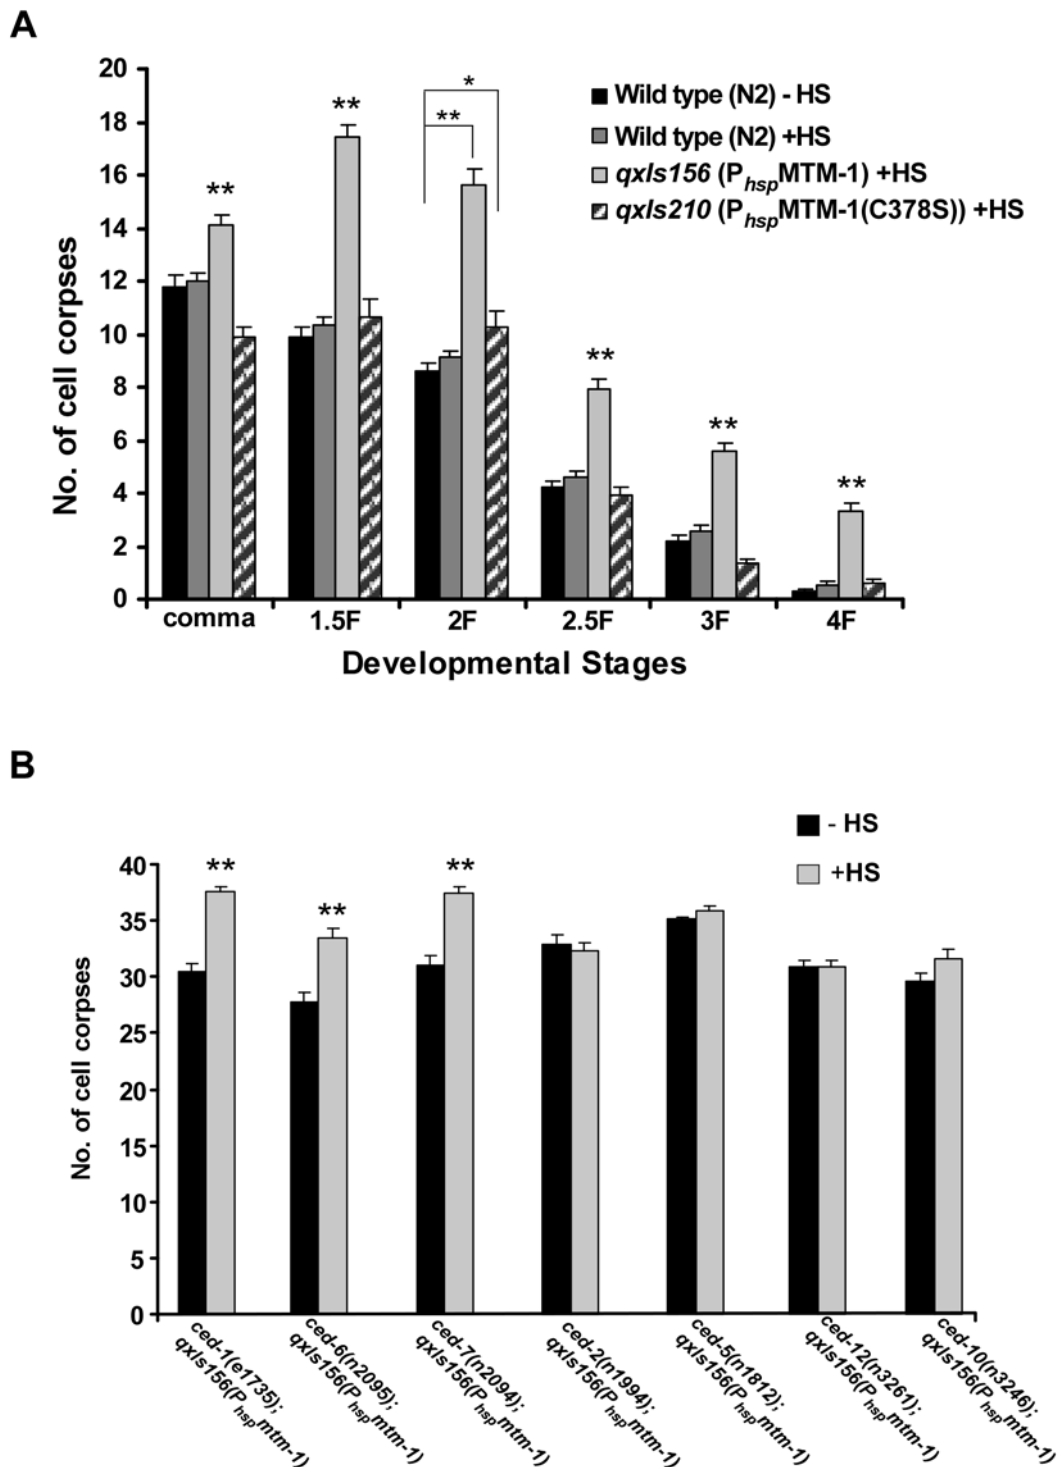 A
20
18
16
14
12
10
8
6
4
2
0
No. of cell corpses
**
**
*
**
**
**
**
Wild type (N2) - HS
Wild type (N2) +HS
qxIs156 (PhspMTM-1) +HS
qxIs210 (PhspMTM-1(C378S)) +HS
comma 1.5F 2F 2.5F 3F 4F
Developmental Stages
B
- HS
+HS
40
35
30
25
20
15
10
5
0
No. of cell corpses
**
**
**
ced-1(e1735);
qxIs156(Phspmtm-1)
ced-6(n2095);
qxIs156(Phspmtm-1)
ced-7(n2094);
qxIs156(Phspmtm-1)
ced-2(n1994);
qxIs156(Phspmtm-1)
ced-5(n1812);
qxIs156(Phspmtm-1)
ced-12(n3261);
qxIs156(Phspmtm-1)
ced-10(n3246);
qxIs156(Phspmtm-1)